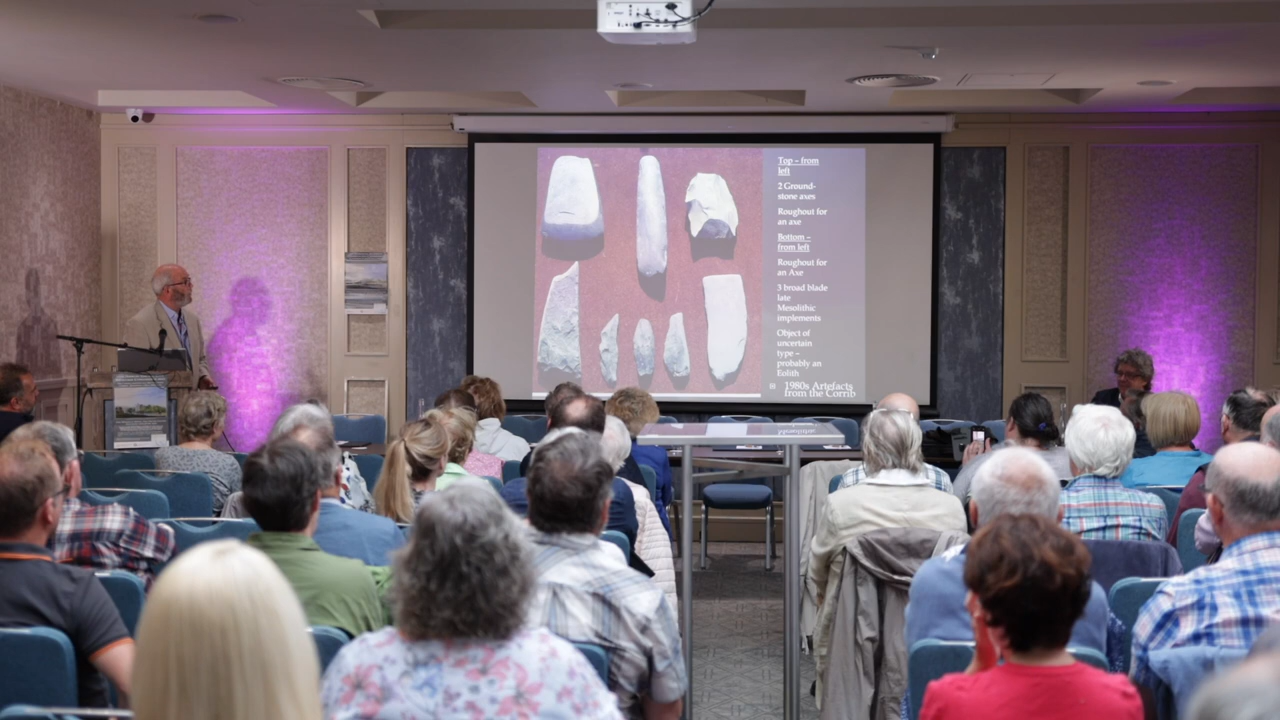 Top – from
left
2 Ground-
stone axes
Roughout for
an axe
Bottom –
from left
Roughout for
an Axe
3 broad blade
late
Mesolithic
implements
Object of
uncertain
type –
probably an
Eolith
1980s Artefacts
from the Corrib